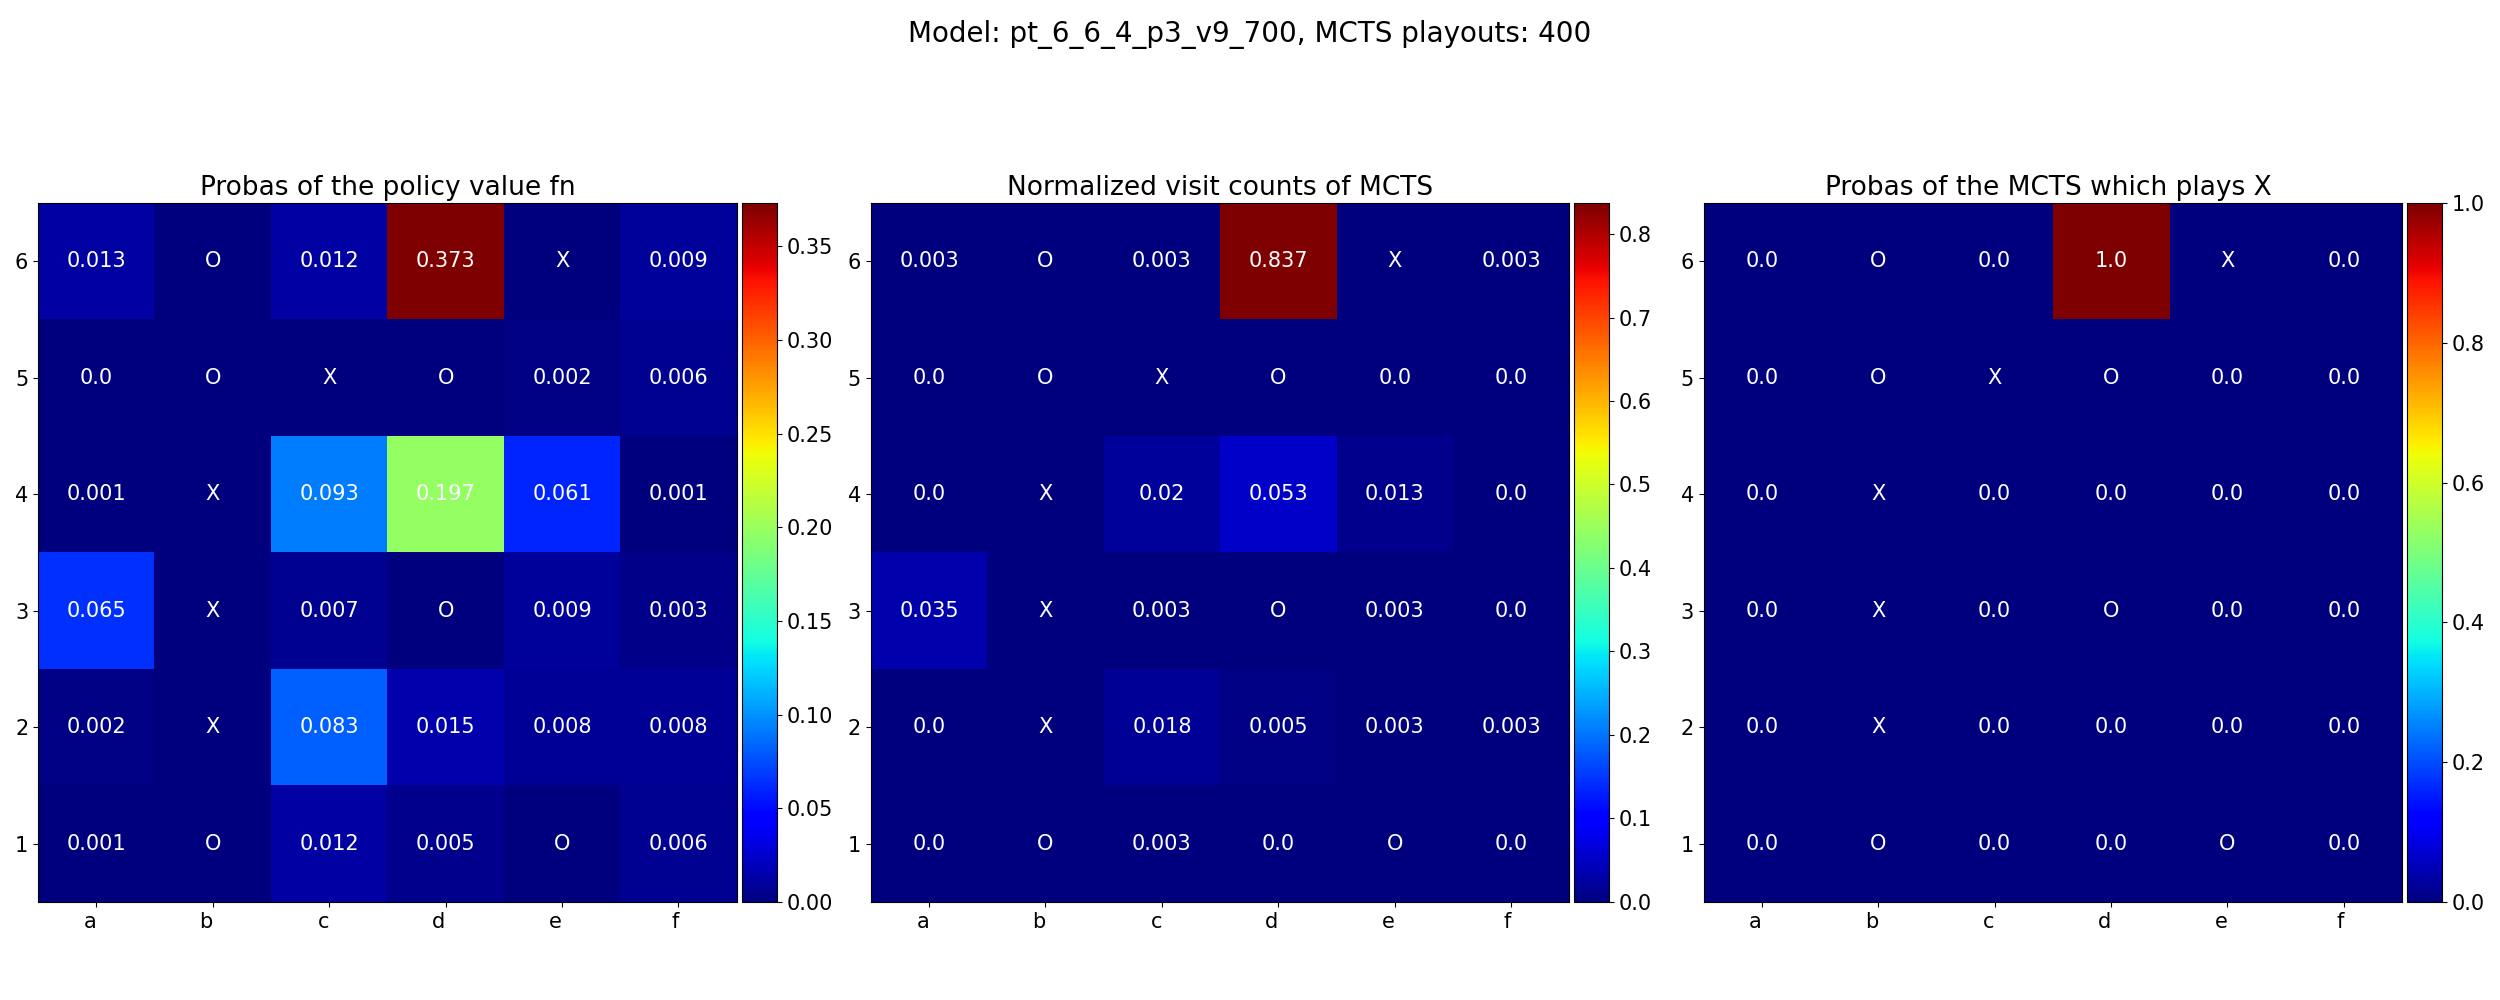 Model: pt_6_6_4_p3_v9_700, MCTS playouts: 400
Probas of the policy value fn
6 0.013 O 0.012 0.373 X 0.009
5 0.0 O X O 0.002 0.006
4 0.001 X 0.093 0.197 0.061 0.001
3 0.065 X 0.007 O 0.009 0.003
2 0.002 X 0.083 0.015 0.008 0.008
1 0.001 O 0.012 0.005 O 0.006
a b c d e f
0.35
0.30
0.25
0.20
0.15
0.10
0.05
0.00
Normalized visit counts of MCTS
6 0.003 O 0.003 0.837 X 0.003
5 0.0 O X O 0.0 0.0
4 0.0 X 0.02 0.053 0.013 0.0
3 0.035 X 0.003 O 0.003 0.0
2 0.0 X 0.018 0.005 0.003 0.003
1 0.0 O 0.003 0.0 O 0.0
a b c d e f
0.8
0.7
0.6
0.5
0.4
0.3
0.2
0.1
0.0
Probas of the MCTS which plays X
6 0.0 O 0.0 1.0 X 0.0
5 0.0 O X O 0.0 0.0
4 0.0 X 0.0 0.0 0.0 0.0
3 0.0 X 0.0 O 0.0 0.0
2 0.0 X 0.0 0.0 0.0 0.0
1 0.0 O 0.0 0.0 O 0.0
a b c d e f
1.0
0.8
0.6
0.4
0.2
0.0